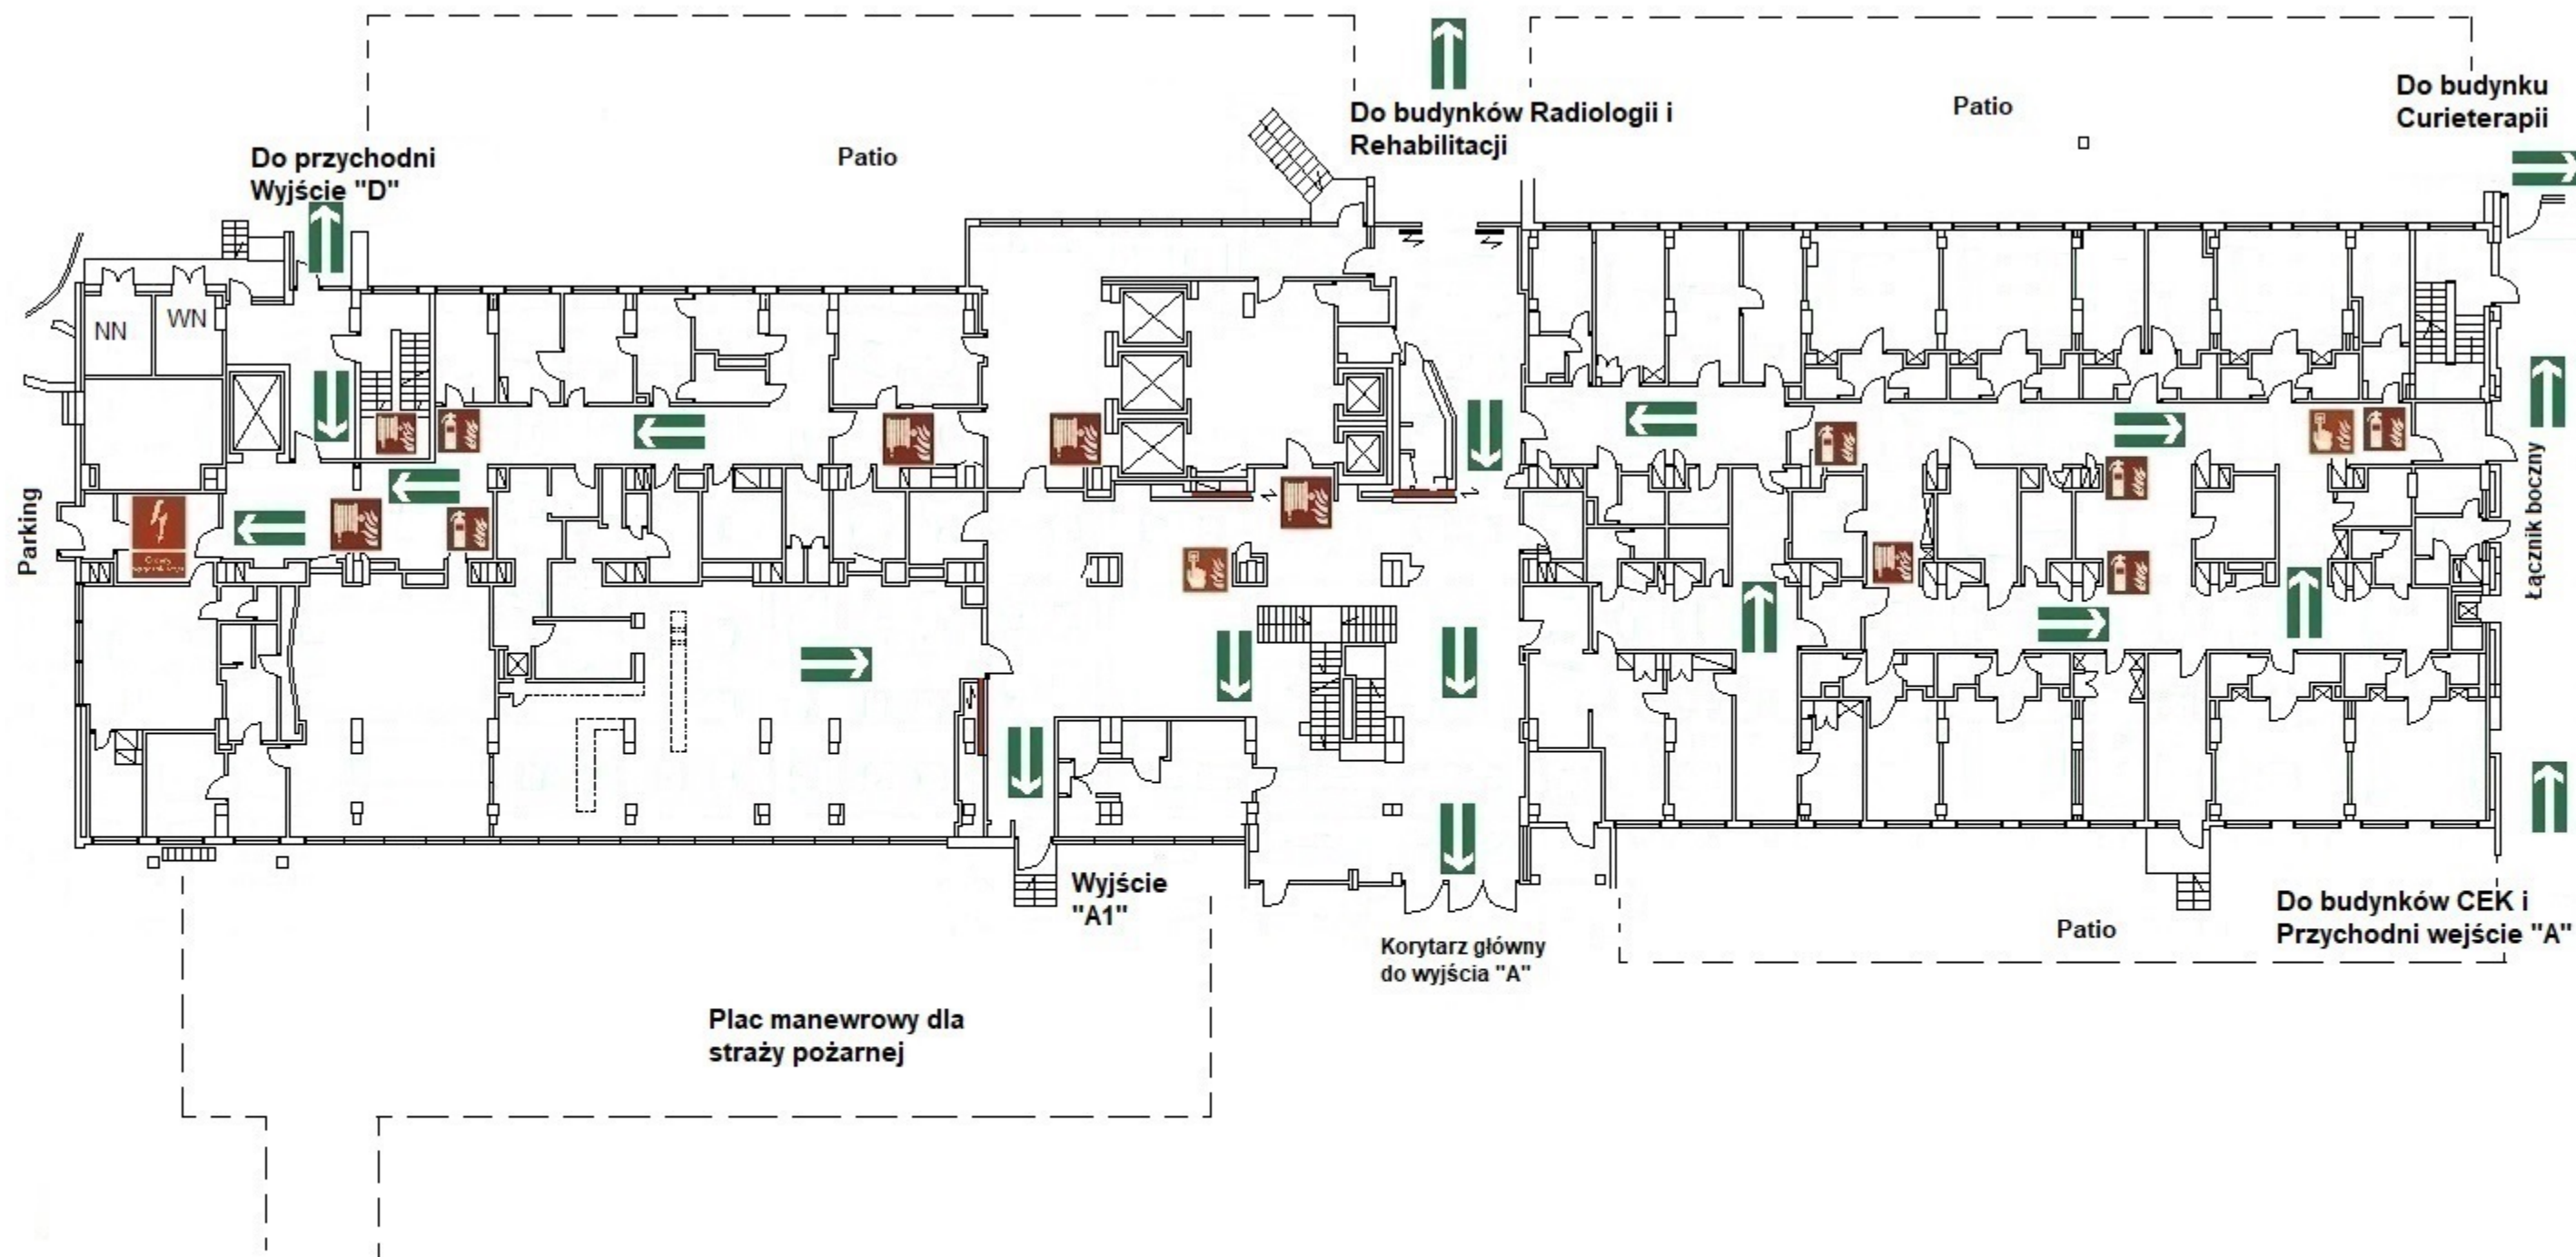 Do budynków Radiologii i
Rehabilitacji
Patio
Do budynku
Curieterapii
Do przychodni
Wyjście "D"
Patio
NN
WN
Parking
Łącznik boczny
Wyjście
"A1"
Korytarz główny
do wyjścia "A"
Patio
Do budynków CEK i
Przychodni wejście "A"
Plac manewrowy dla
straży pożarnej